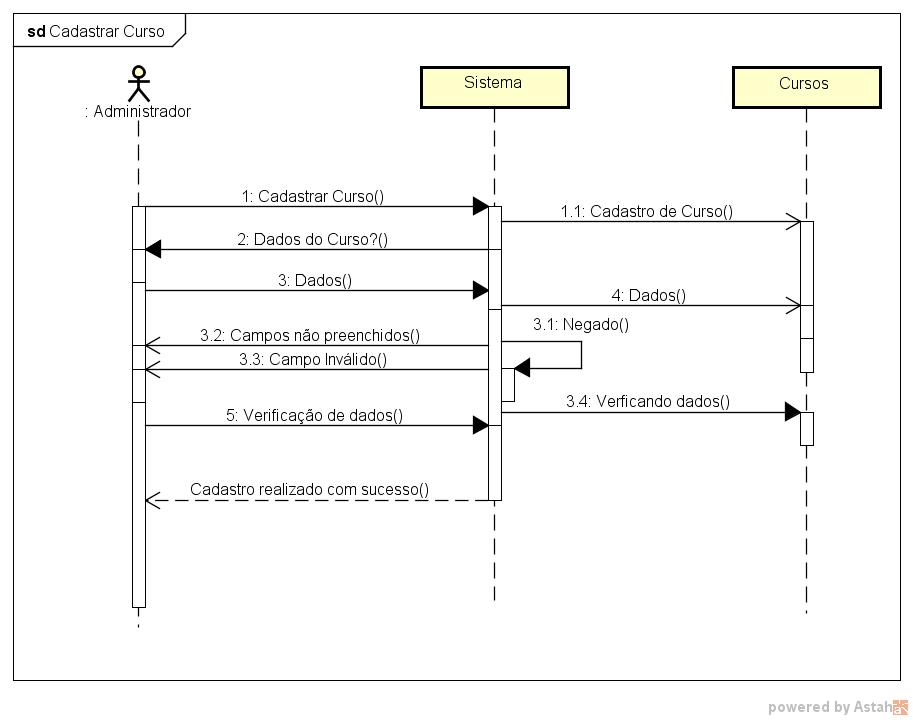 sd Cadastrar Curso
: Administrador
Sistema
Cursos
1: Cadastrar Curso()
1.1: Cadastro de Curso()
2: Dados do Curso?()
3: Dados()
4: Dados()
3.1: Negado()
3.2: Campos não preenchidos()
3.3: Campo Inválido()
3.4: Verficando dados()
5: Verificação de dados()
Cadastro realizado com sucesso()
powered by Astah